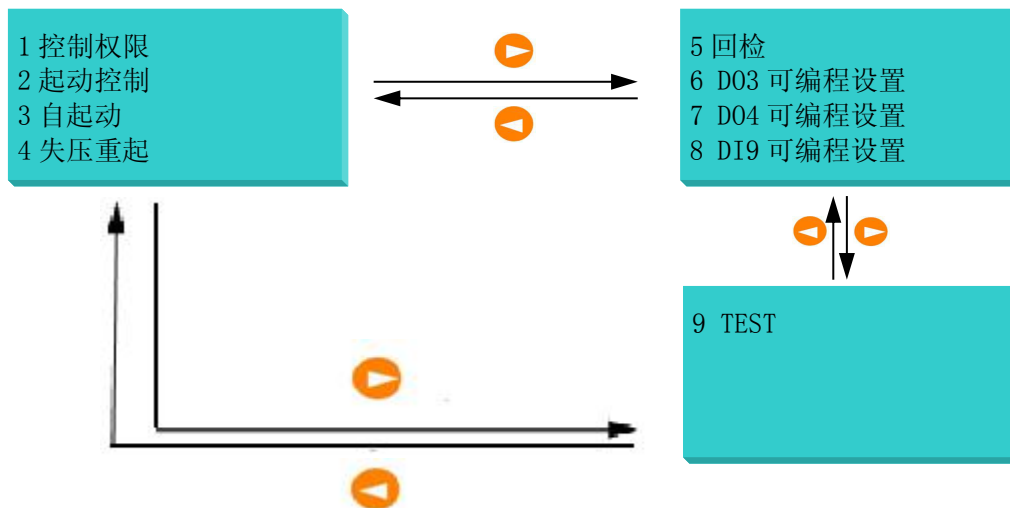 1 控制权限
2 起动控制
3 自起动
4 失压重起
5 回检
6 DO3 可编程设置
7 DO4 可编程设置
8 DI9 可编程设置
9 TEST